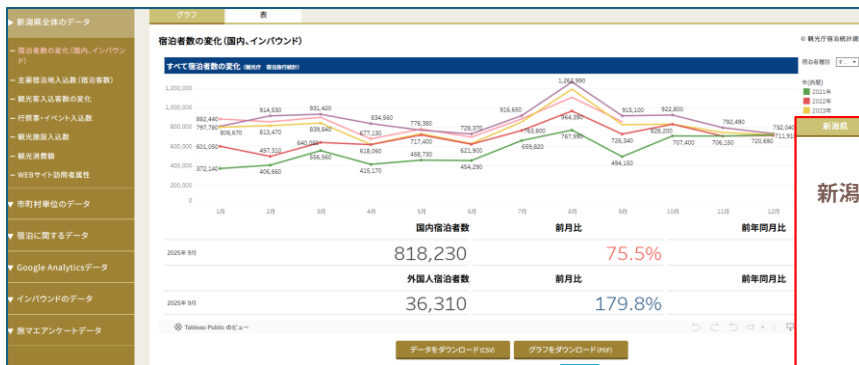 ▶ 新潟県全体のデータ
– 宿泊者数の変化(国内、インバウンド)
– 主要宿泊地入込数(宿泊客数)
– 観光客入込客数の変化
– 行祭事・イベント入込数
– 観光施設入込数
– 観光消費額
– WEBサイト訪問者属性
▼ 市町村単位のデータ
▼ 宿泊に関するデータ
▼ Google Analyticsデータ
▼ インバウンドのデータ
▼ 旅マエアンケートデータ
グラフ 表
宿泊者数の変化(国内、インバウンド)
© 観光庁宿泊統計調
すべて宿泊者数の変化 (観光庁 宿泊旅行統計)
宿泊者種別 す...
年(西暦)
2021年
2022年
2023年
新潟県
新潟
1,200,000
1,000,000
800,000
600,000
400,000
200,000
0
882,440
797,780
806,670
601,050
372,140
914,530
813,470
497,310
406,660
931,420
839,840
640,080
556,560
834,560
677,130
618,060
415,170
778,380
717,400
458,730
728,370
621,900
454,290
916,660
763,800
659,820
1,263,990
964,390
767,990
915,100
726,340
494,150
922,800
828,200
707,400
792,490
706,150
732,040
711,910
720,690
1月 2月 3月 4月 5月 6月 7月 8月 9月 10月 11月 12月
国内宿泊者数 前月比 前年同月比
2025年 9月 818,230 75.5%
外国人宿泊者数 前月比 前年同月比
2025年 9月 36,310 179.8%
Tableau Public のビュー
データをダウンロード(CSV) グラフをダウンロード(PDF)